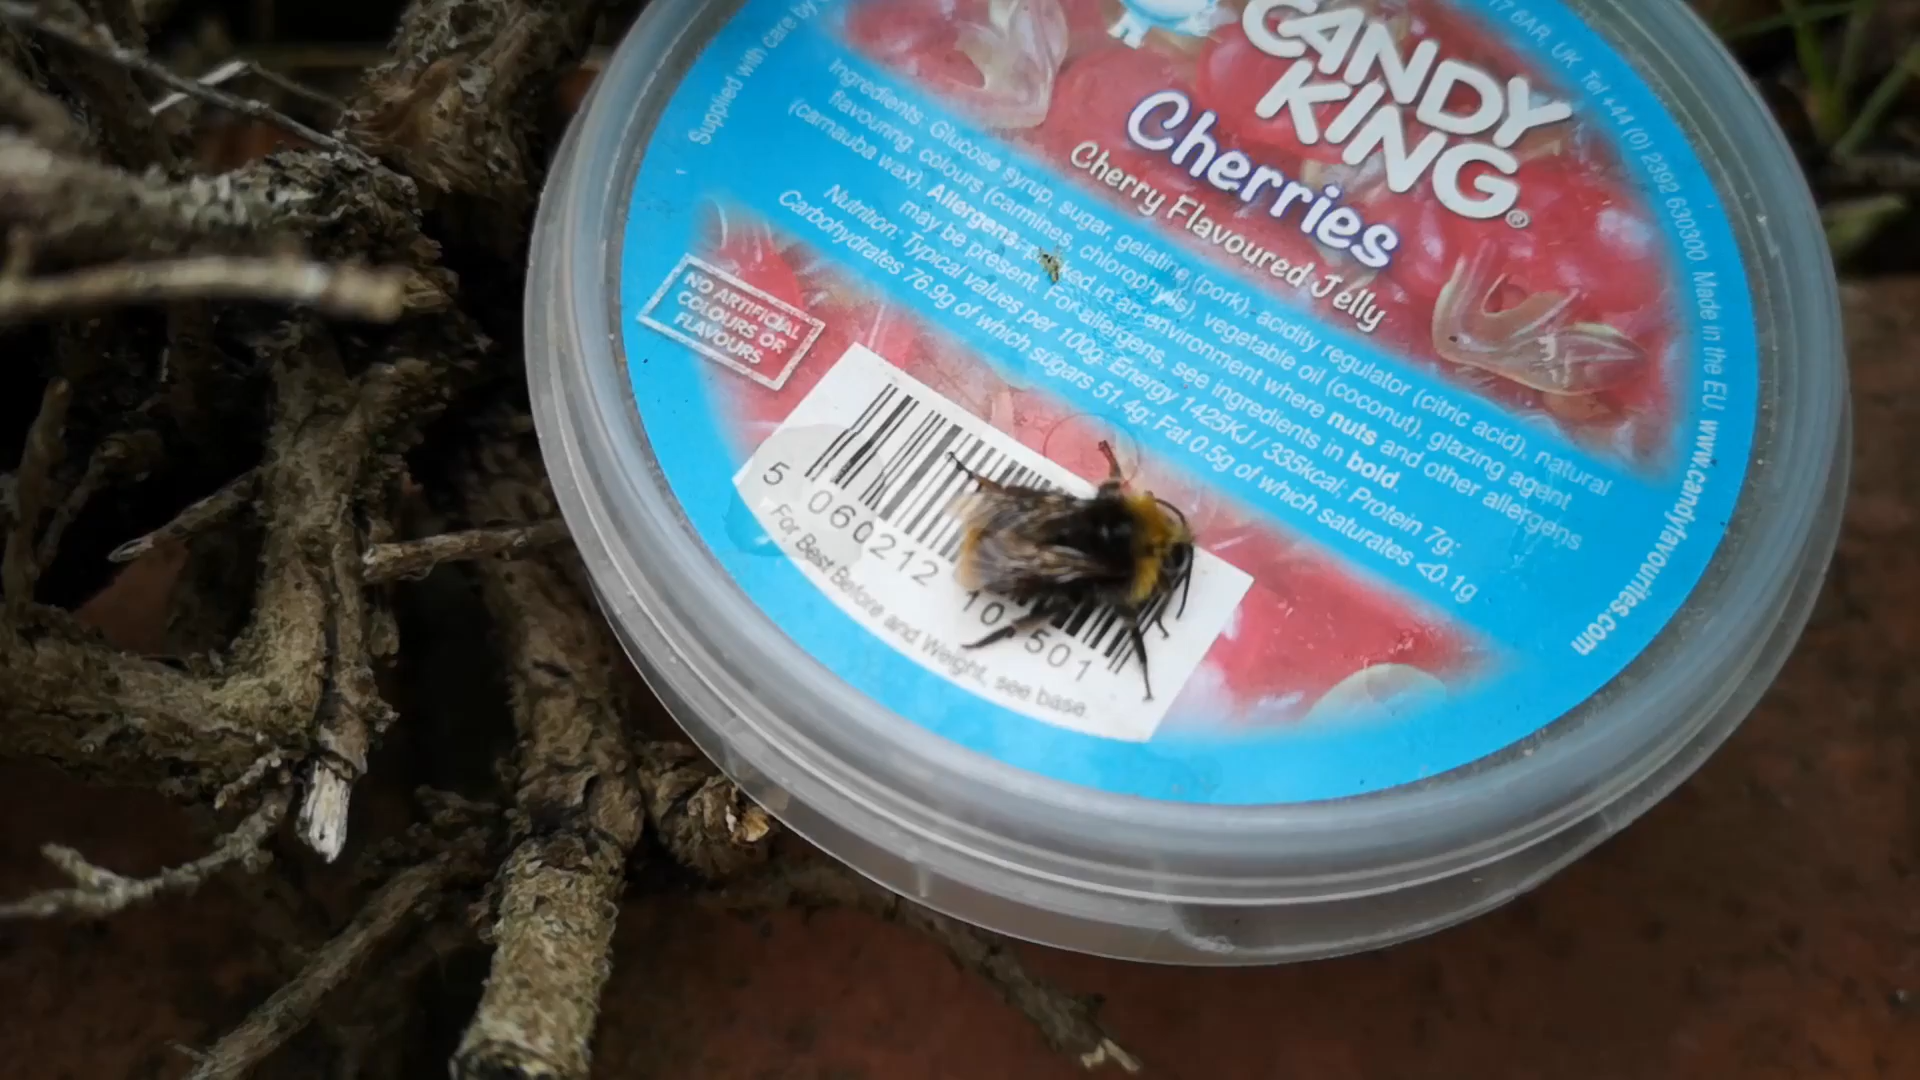 CANDY
KING®
Cherries
Cherry Flavoured Jelly
Ingredients: Glucose syrup, sugar, gelatine (pork), acidity regulator (citric acid), natural
flavouring, colours (carmines, chlorophylls), vegetable oil (coconut), glazing agent
(carnauba wax). Allergens: in an environment where nuts and other allergens
may be present. For allergens, see ingredients in bold.
Nutrition: Typical values per 100g: Energy 1425KJ / 335kcal; Protein 7g;
Carbohydrates 76.9g of which sugars 51.4g; Fat 0.5g of which saturates <0.1g
NO ARTIFICIAL
COLOURS OR
FLAVOURS
5 060212 10 501
For Best Before and Weight, see base.
Supplied with care by
6AR, UK Tel +44 (0) 2392 630300 Made in the EU. www.candyfavourites.com